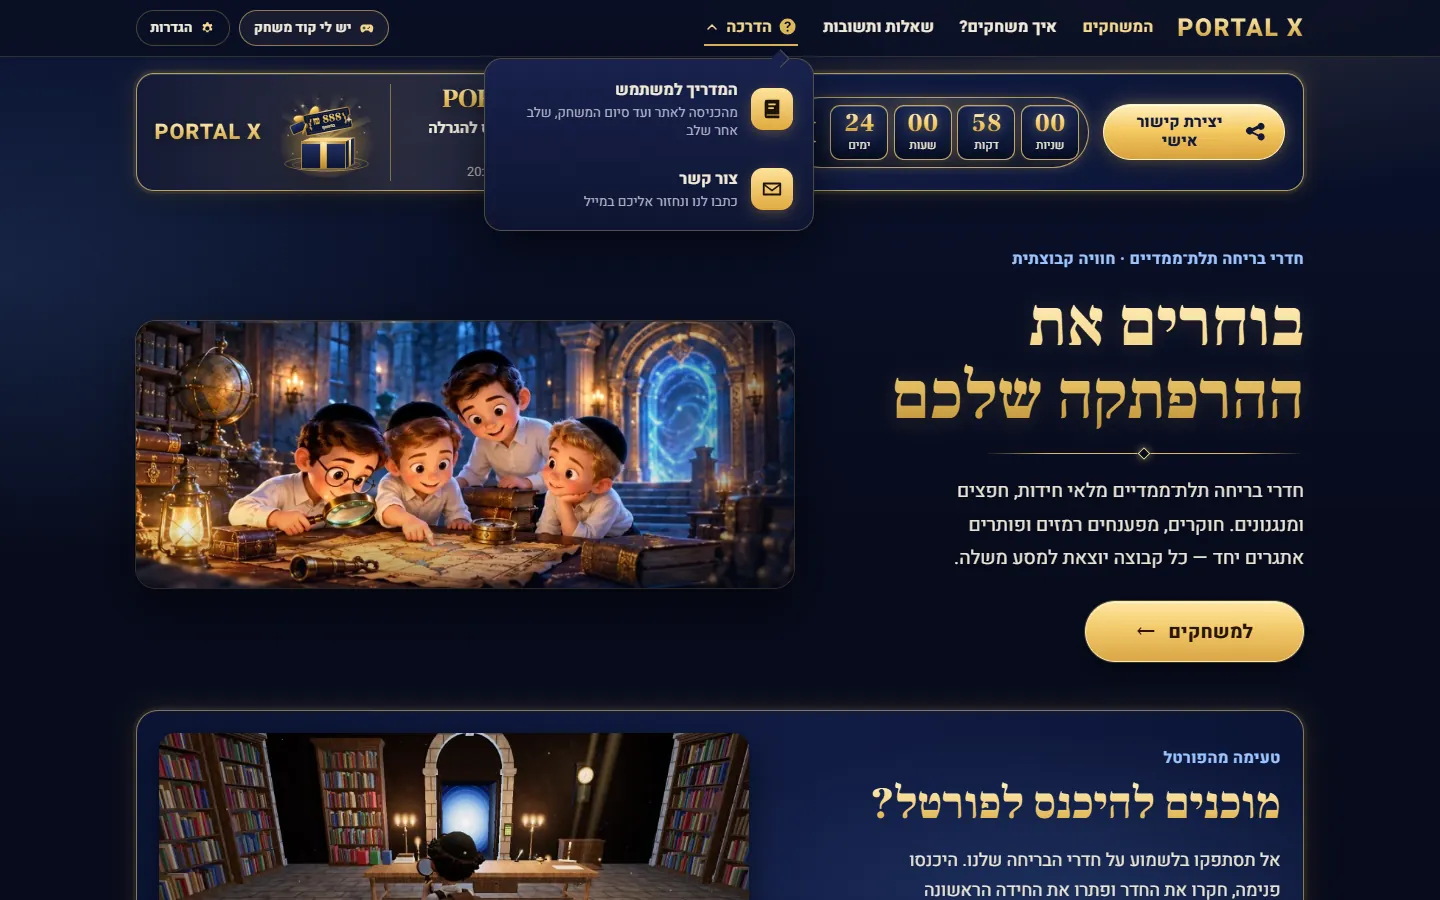 PORTAL X
המשחקים
איך משחקים?
שאלות ותשובות
הדרכה
יש לי קוד משחק
הגדרות
יצירת קישור
אישי
00
שניות
58
דקות
00
שעות
24
ימים
להגרלה
20:
888
PORTAL X
המדריך למשתמש
מהכניסה לאתר ועד סיום המשחק, שלב
אחר שלב
צור קשר
כתבו לנו ונחזור אליכם במייל
חדרי בריחה תלת־ממדיים · חוויה קבוצתית
בוחרים את
ההרפתקה שלכם
חדרי בריחה תלת־ממדיים מלאי חידות, חפצים
ומנגנונים. חוקרים, מפענחים רמזים ופותרים
אתגרים יחד — כל קבוצה יוצאת למסע משלה.
למשחקים ←
טעימה מהפורטל
מוכנים להיכנס לפורטל?
אל תסתפקו בלשמוע על חדרי הבריחה שלנו. היכנסו
פנימה, חקרו את החדר ופתרו את החידה הראשונה